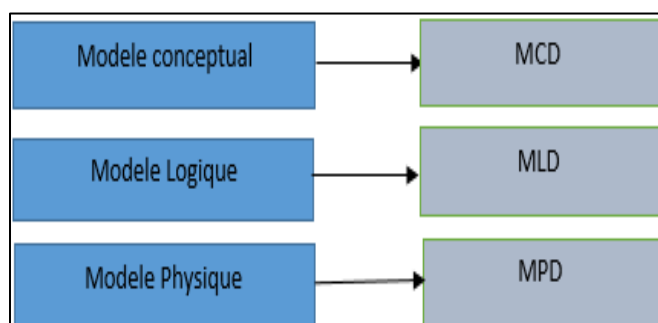 Modele conceptual
MCD
Modele Logique
MLD
Modele Physique
MPD